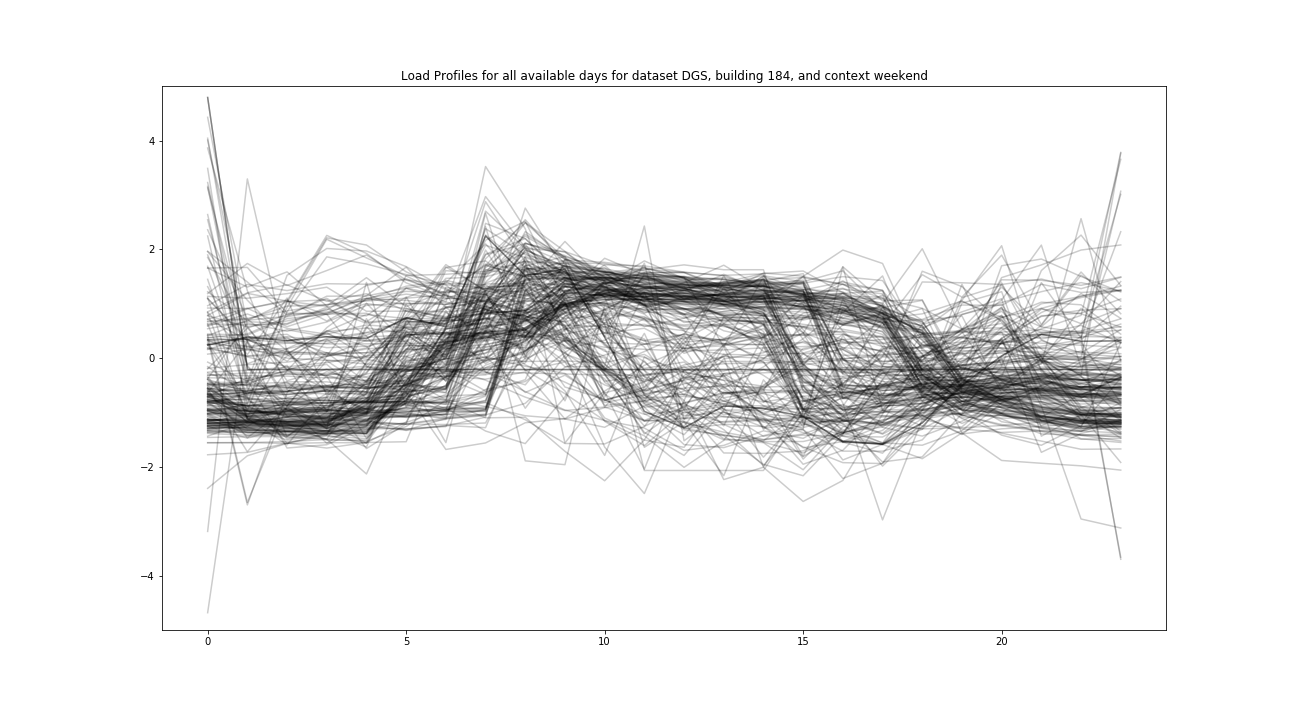 Load Profiles for all available days for dataset DGS, building 184, and context weekend
4
2
0
−2
−4
0 5 10 15 20